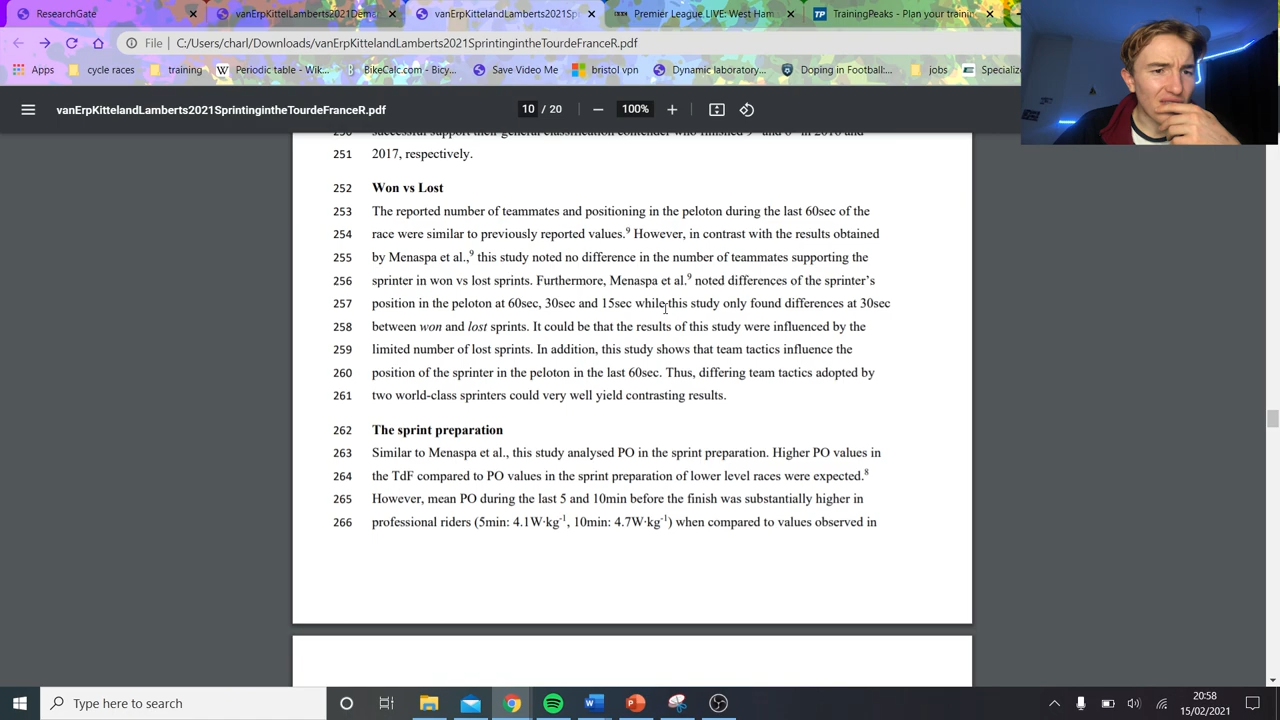 ResearchGate
vanErpKittelLamberts2021Dema
vanErpKittelandLamberts2021Spr
Premier League LIVE: West Ham
TrainingPeaks - Plan your trainin
File C:/Users/charl/Downloads/vanErpKittelandLamberts2021SprintingintheTourdeFranceR.pdf
Apps cycle races training Periodic table - Wik... BikeCalc.com - Bicy... Save Video Me bristol vpn Dynamic laboratory... Doping in Football:... jobs Specializ
vanErpKittelandLamberts2021SprintingintheTourdeFranceR.pdf 10 / 20 100%
251 2017, respectively.
252 Won vs Lost
253 The reported number of teammates and positioning in the peloton during the last 60sec of the
254 race were similar to previously reported values.9 However, in contrast with the results obtained
255 by Menaspa et al.,9 this study noted no difference in the number of teammates supporting the
256 sprinter in won vs lost sprints. Furthermore, Menaspa et al.9 noted differences of the sprinter's
257 position in the peloton at 60sec, 30sec and 15sec while this study only found differences at 30sec
258 between won and lost sprints. It could be that the results of this study were influenced by the
259 limited number of lost sprints. In addition, this study shows that team tactics influence the
260 position of the sprinter in the peloton in the last 60sec. Thus, differing team tactics adopted by
261 two world-class sprinters could very well yield contrasting results.
262 The sprint preparation
263 Similar to Menaspa et al., this study analysed PO in the sprint preparation. Higher PO values in
264 the TdF compared to PO values in the sprint preparation of lower level races were expected.8
265 However, mean PO during the last 5 and 10min before the finish was substantially higher in
266 professional riders (5min: 4.1W·kg-1, 10min: 4.7W·kg-1) when compared to values observed in
Type here to search
20:58
15/02/2021